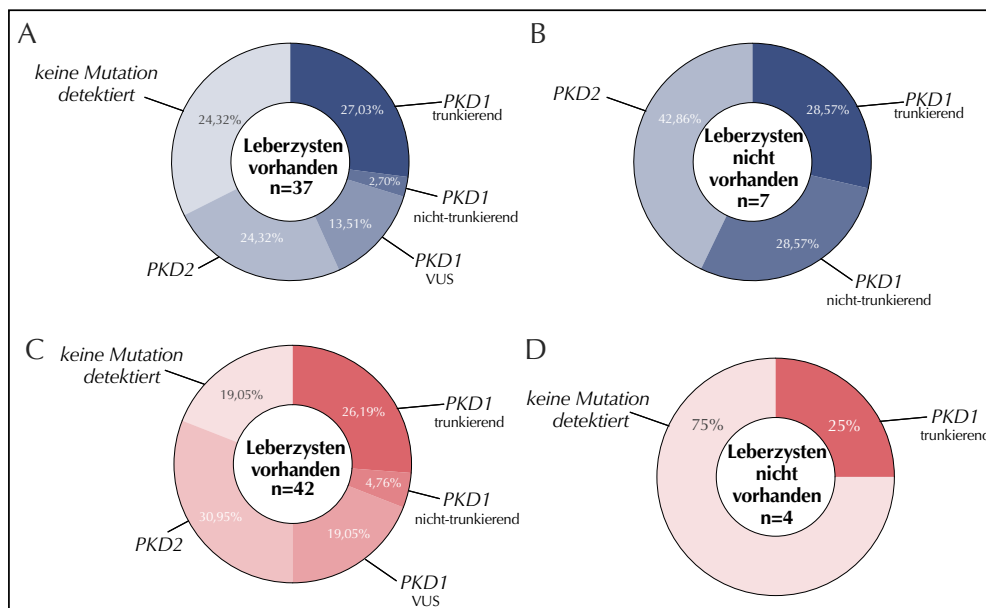 A
keine Mutation
detektiert
24,32%
27,03%
PKD1
trunkierend
Leberzysten
vorhanden
n=37
2,70%
PKD1
nicht-trunkierend
13,51%
24,32%
PKD2
PKD1
VUS
B
PKD2
42,86%
28,57%
PKD1
trunkierend
Leberzysten
nicht
vorhanden
n=7
28,57%
PKD1
nicht-trunkierend
C
keine Mutation
detektiert
19,05%
26,19%
PKD1
trunkierend
Leberzysten
vorhanden
n=42
4,76%
PKD1
nicht-trunkierend
30,95%
19,05%
PKD2
PKD1
VUS
D
keine Mutation
detektiert
75%
25%
PKD1
trunkierend
Leberzysten
nicht
vorhanden
n=4